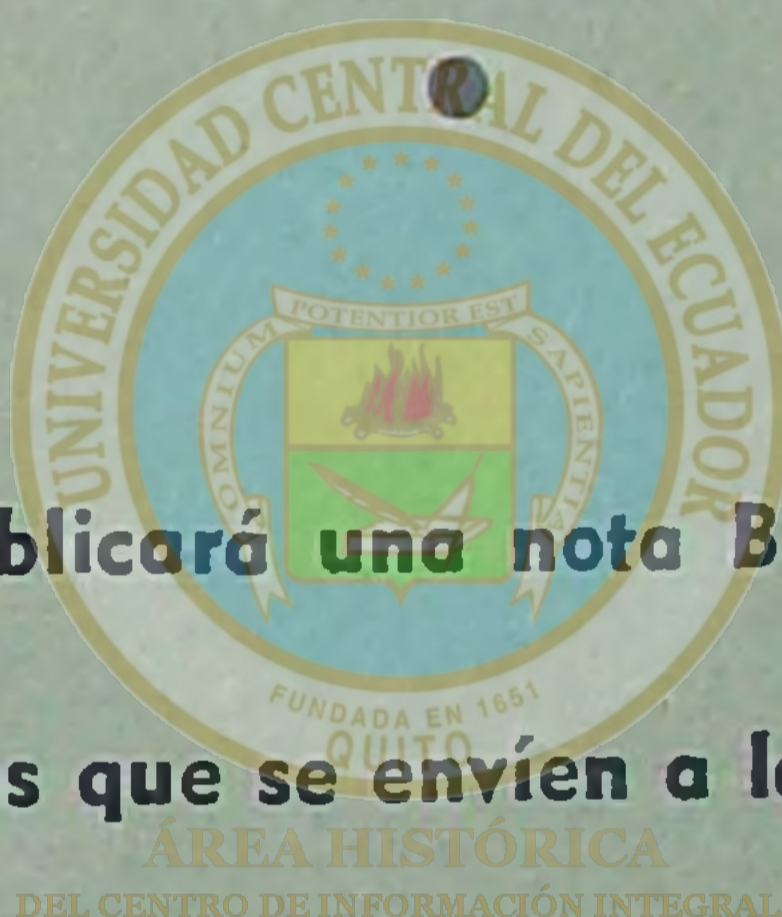 UNIVERSIDAD CENTRAL DEL ECUADOR
OMNIUM POTENTIOR EST SAPIENTIA
blicará una nota B
FUNDADA EN 1651
QUITO
s que se envíen a l
ÁREA HISTÓRICA
DEL CENTRO DE INFORMACIÓN INTEGRAL